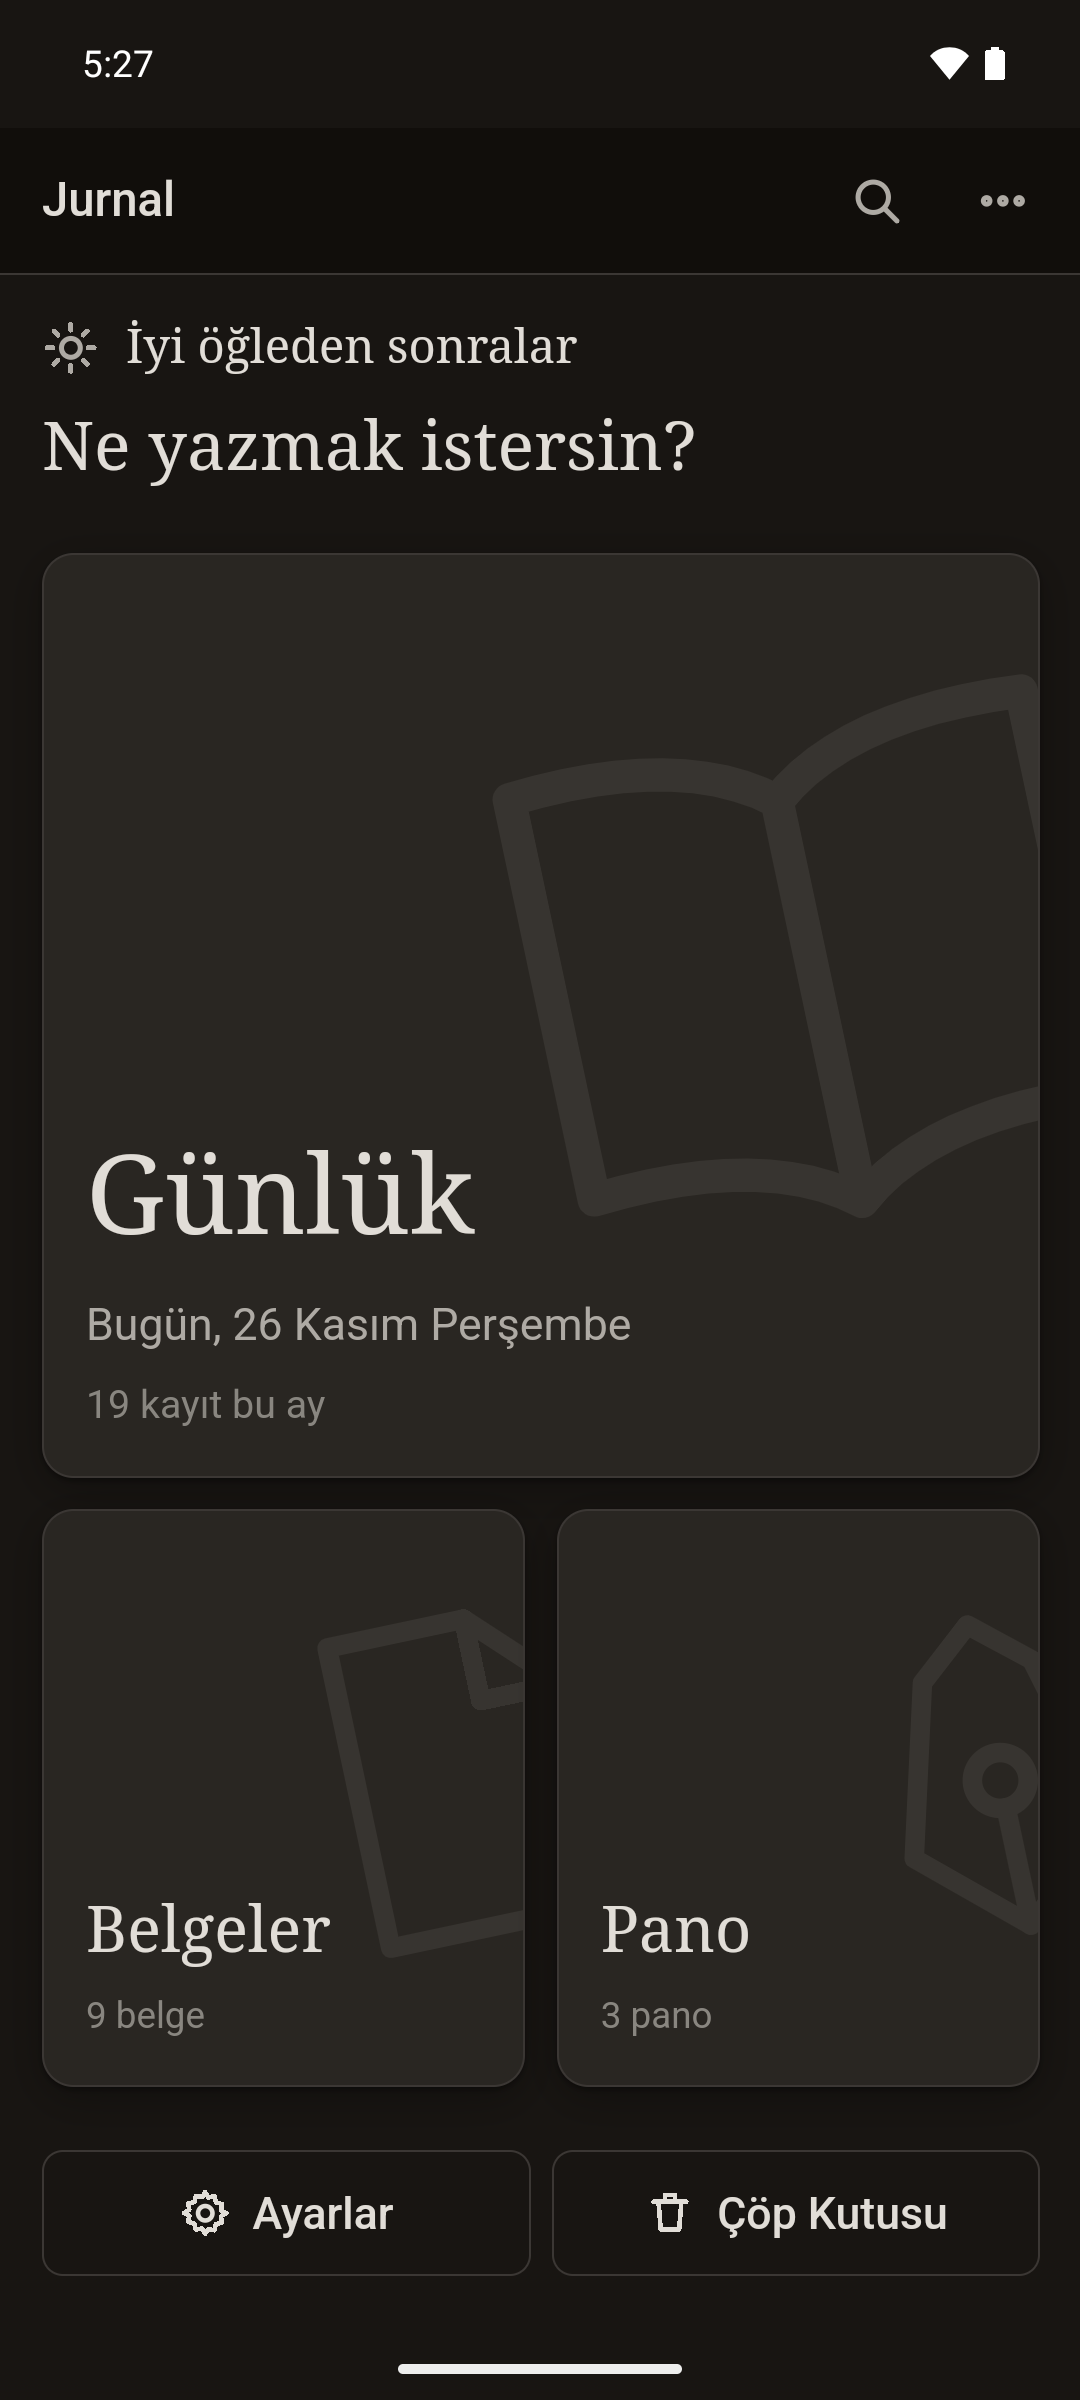 5:27
Jurnal
İyi öğleden sonralar
Ne yazmak istersin?
Günlük
Bugün, 26 Kasım Perşembe
19 kayıt bu ay
Belgeler
9 belge
Pano
3 pano
Ayarlar
Çöp Kutusu